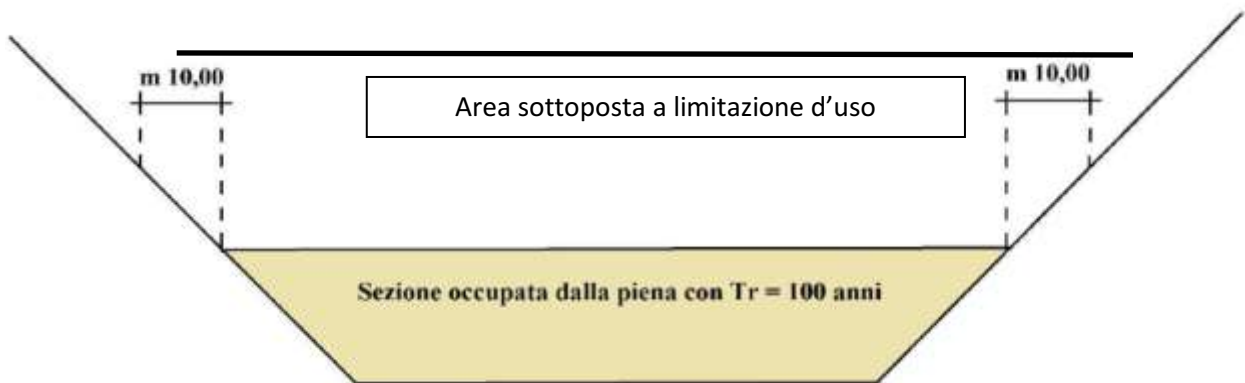 m 10,00
m 10,00
Area sottoposta a limitazione d’uso
Sezione occupata dalla piena con Tr = 100 anni